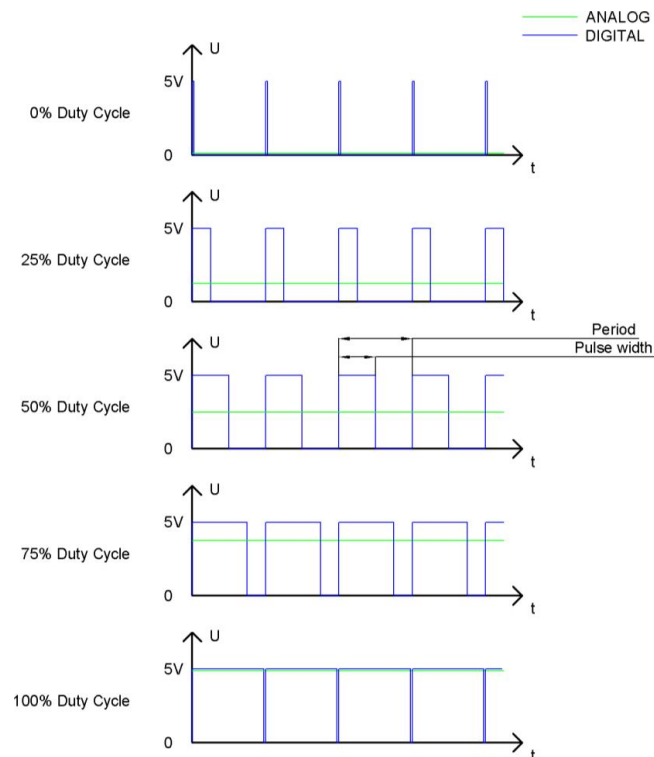 ANALOG
DIGITAL
U
5V
0% Duty Cycle
0
t
U
5V
25% Duty Cycle
0
t
Period
U
Pulse width
5V
50% Duty Cycle
0
t
U
5V
75% Duty Cycle
0
t
U
5V
100% Duty Cycle
0
t